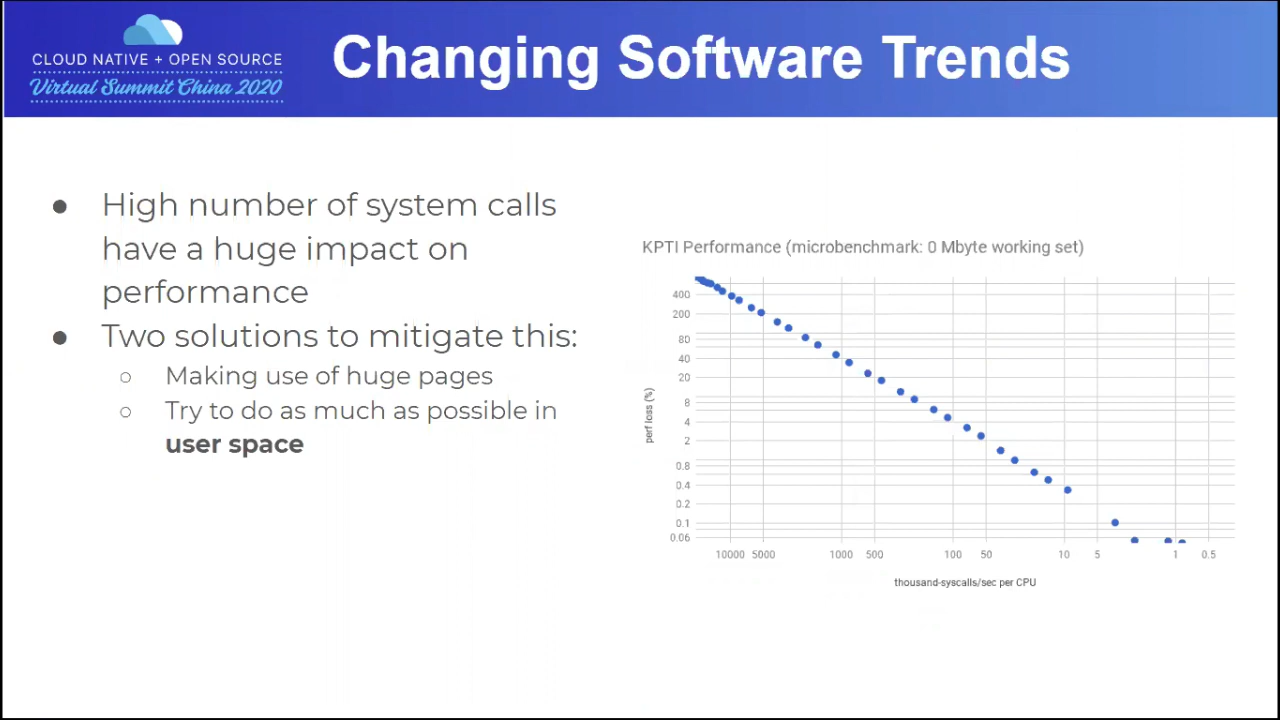 CLOUD NATIVE + OPEN SOURCE
Virtual Summit China 2020
Changing Software Trends
● High number of system calls
have a huge impact on
performance
● Two solutions to mitigate this:
○ Making use of huge pages
○ Try to do as much as possible in
user space
KPTI Performance (microbenchmark: 0 Mbyte working set)
perf loss (%)
400
200
80
40
20
8
4
2
0.8
0.4
0.2
0.1
0.06
10000 5000 1000 500 100 50 10 5 1 0.5
thousand-syscalls/sec per CPU